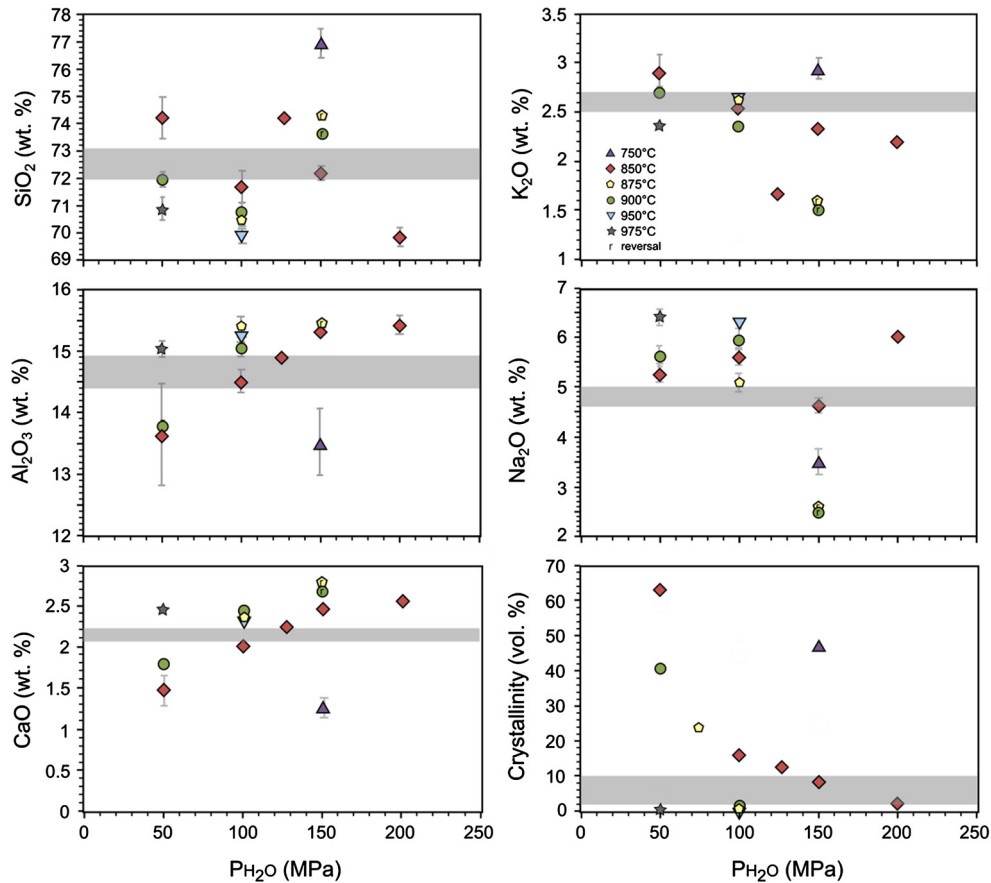 78
77
76
75
74
73
72
71
70
69
SiO2 (wt. %)
r
3.5
3
2.5
2
1.5
1
K2O (wt. %)
750°C
850°C
875°C
900°C
950°C
975°C
r reversal
r
r
16
15
14
13
12
Al2O3 (wt. %)
7
6
5
4
3
2
Na2O (wt. %)
r
3
2.5
2
1.5
1
0.5
0
CaO (wt. %)
0 50 100 150 200 250
PH2O (MPa)
70
60
50
40
30
20
10
0
Crystallinity (vol. %)
0 50 100 150 200 250
PH2O (MPa)